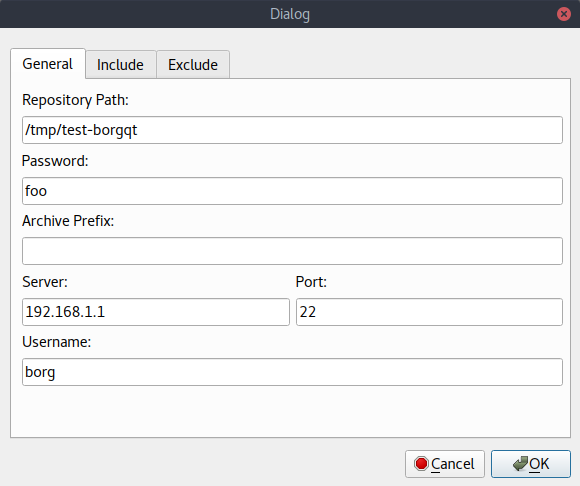 Dialog
General Include Exclude
Repository Path:
/tmp/test-borgqt
Password:
foo
Archive Prefix:
Server: Port:
192.168.1.1 22
Username:
borg
Cancel OK